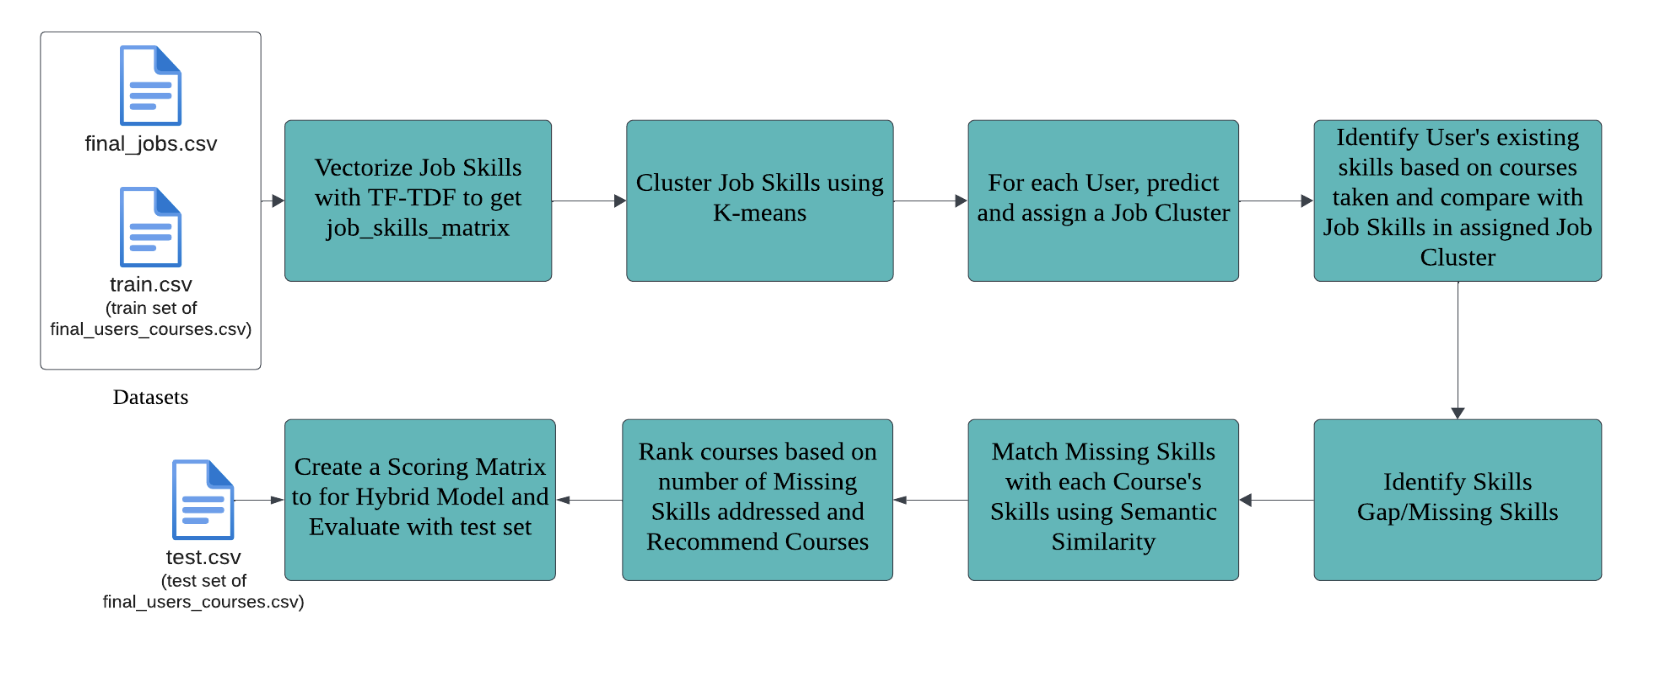 final_jobs.csv
train.csv
(train set of
final_users_courses.csv)
Datasets
Vectorize Job Skills
with TF-TDF to get
job_skills_matrix
Cluster Job Skills using
K-means
For each User, predict
and assign a Job Cluster
Identify User's existing
skills based on courses
taken and compare with
Job Skills in assigned Job
Cluster
Identify Skills
Gap/Missing Skills
Match Missing Skills
with each Course's
Skills using Semantic
Similarity
Rank courses based on
number of Missing
Skills addressed and
Recommend Courses
Create a Scoring Matrix
to for Hybrid Model and
Evaluate with test set
test.csv
(test set of
final_users_courses.csv)